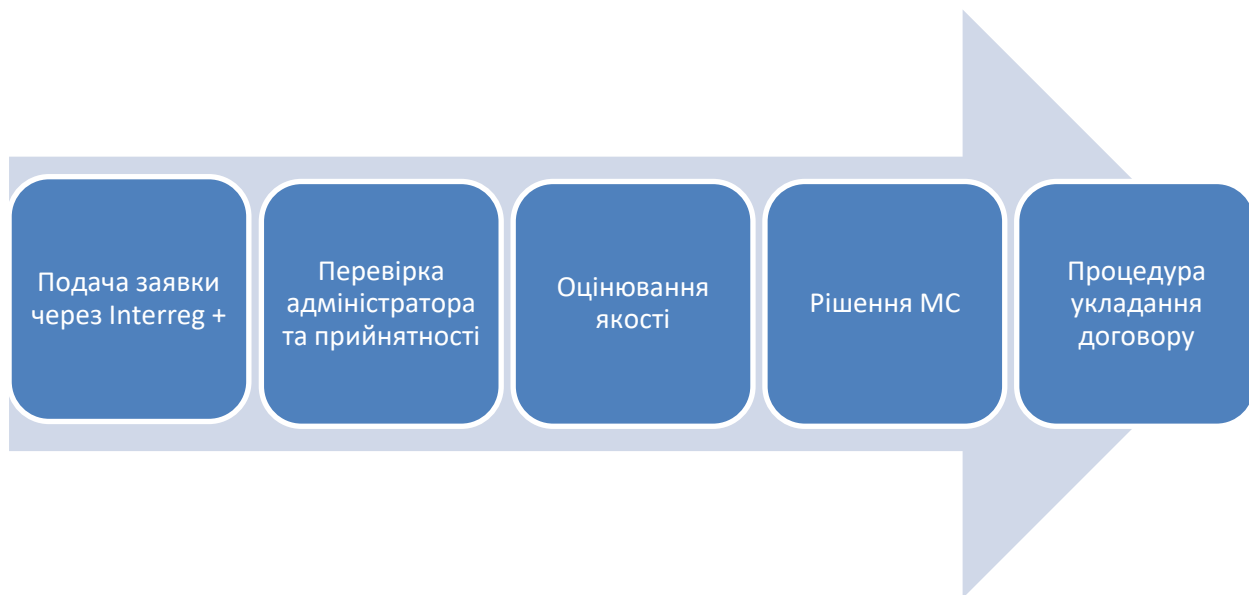 Подача заявки
через Interreg +
Перевірка
адміністратора
та прийнятності
Оцінювання
якості
Рішення МС
Процедура
укладання
договору